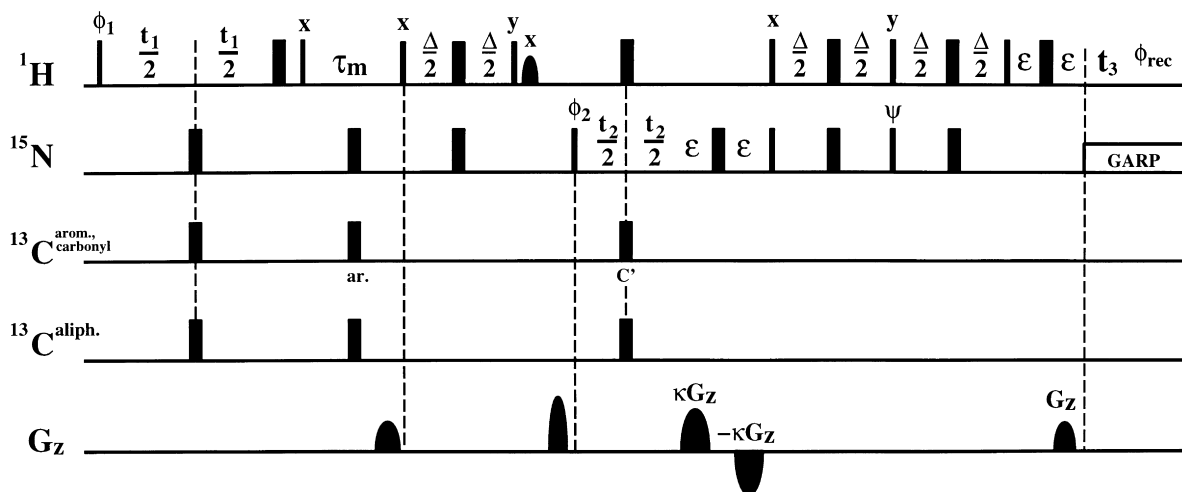 ϕ1 t1/2 t1/2 x τm x Δ/2 Δ/2 y x x Δ/2 Δ/2 y Δ/2 Δ/2 ε ε t3 ϕrec
1H
ϕ2 t2/2 t2/2 ε ε ψ
15N
GARP
13C arom., carbonyl
ar. C'
13C aliph.
κGz -κGz Gz
Gz